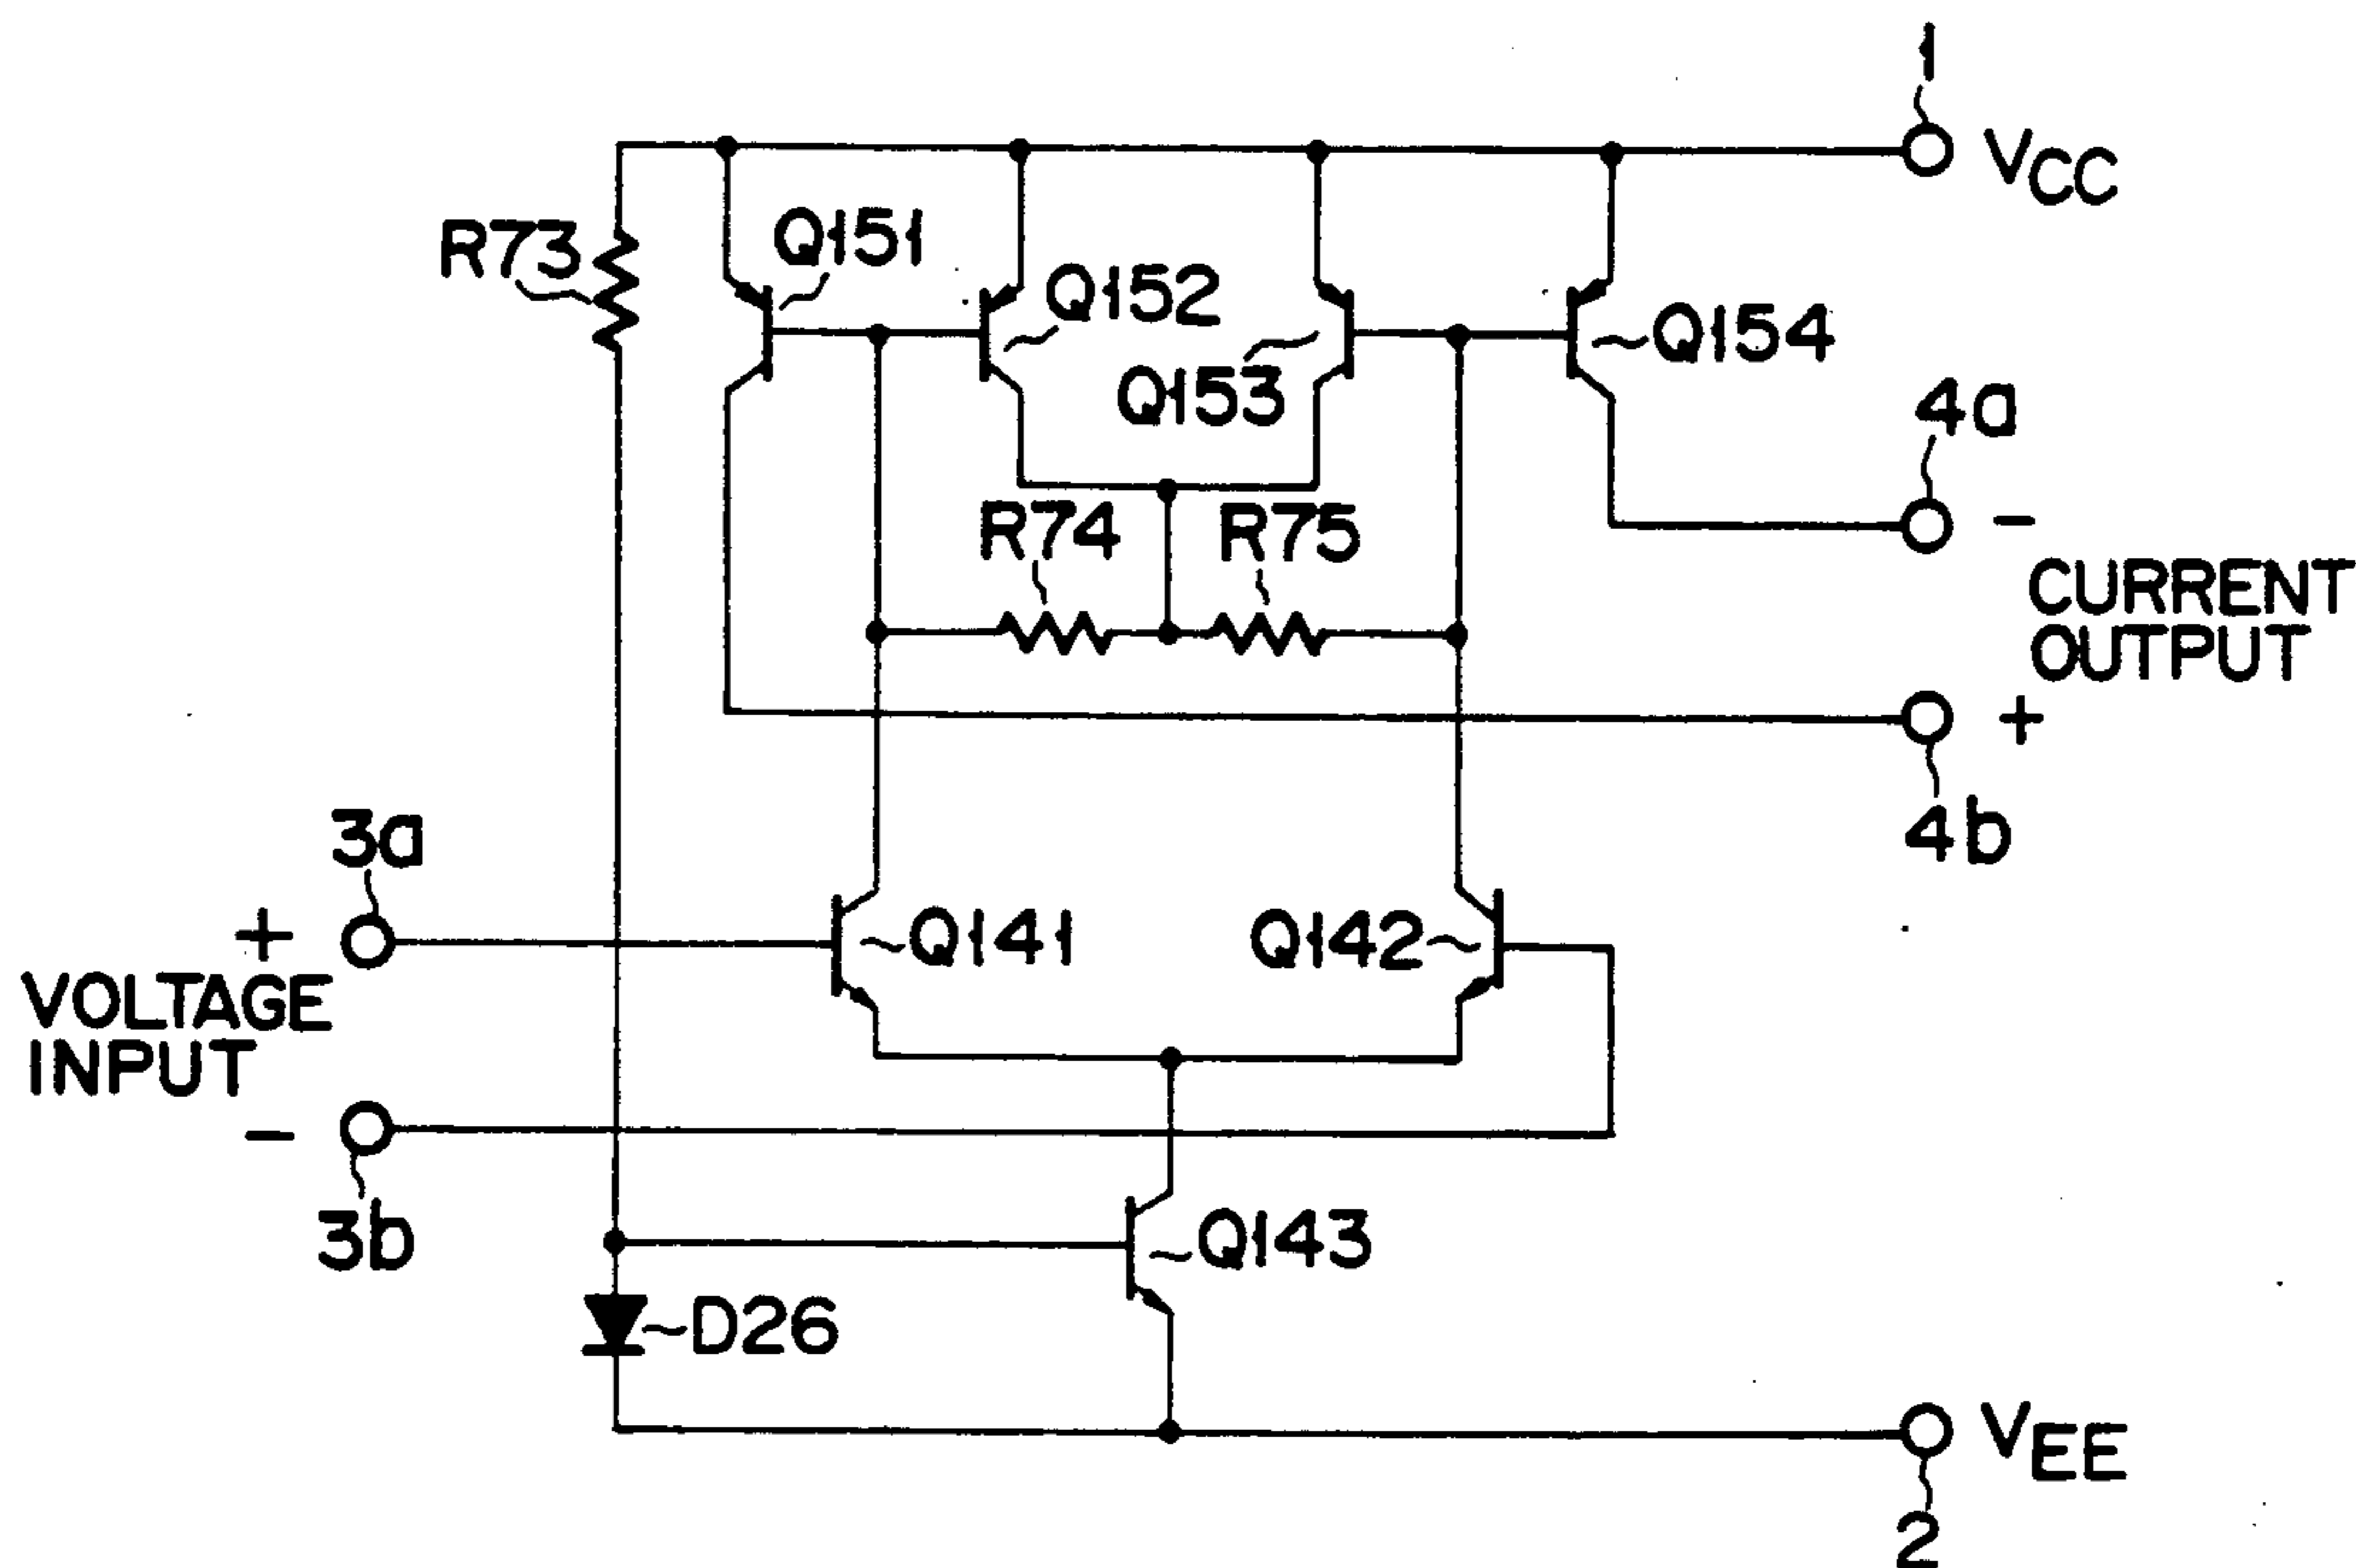 1
VCC
R73
Q151
Q152
Q153
Q154
4a
-
R74
R75
CURRENT
OUTPUT
+
4b
3a
+
VOLTAGE
INPUT
-
3b
Q141
Q142
Q143
D26
VEE
2